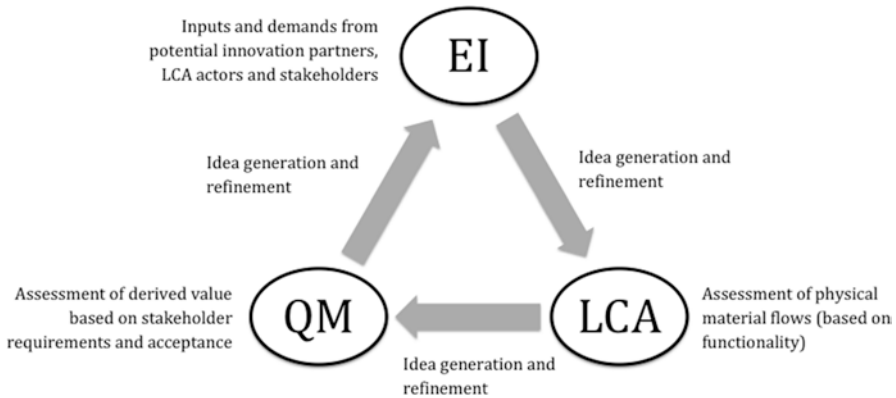 Inputs and demands from
potential innovation partners,
LCA actors and stakeholders
EI
Idea generation and
refinement
Idea generation and
refinement
Assessment of derived value
based on stakeholder
requirements and acceptance
QM
LCA
Assessment of physical
material flows (based on
functionality)
Idea generation and
refinement